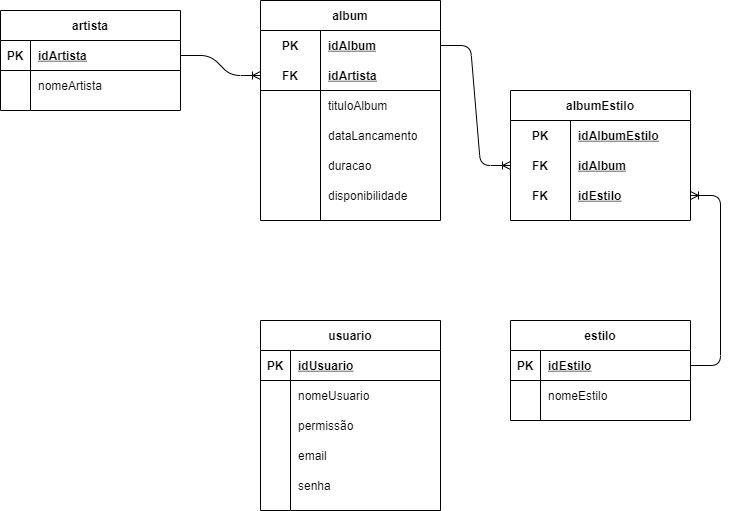 artista
PK idArtista
nomeArtista
album
PK idAlbum
FK idArtista
tituloAlbum
dataLancamento
duracao
disponibilidade
albumEstilo
PK idAlbumEstilo
FK idAlbum
FK idEstilo
usuario
PK idUsuario
nomeUsuario
permissão
email
senha
estilo
PK idEstilo
nomeEstilo